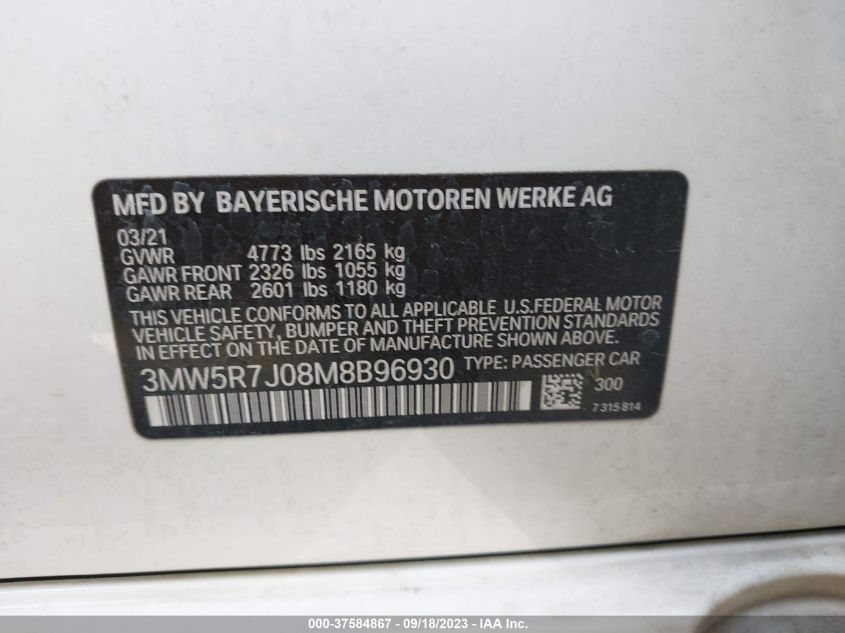 MFD BY BAYERISCHE MOTOREN WERKE AG
03/21
GVWR 4773 lbs 2165 kg
GAWR FRONT 2326 lbs 1055 kg
GAWR REAR 2601 lbs 1180 kg
THIS VEHICLE CONFORMS TO ALL APPLICABLE U.S.FEDERAL MOTOR
VEHICLE SAFETY, BUMPER AND THEFT PREVENTION STANDARDS
IN EFFECT ON THE DATE OF MANUFACTURE SHOWN ABOVE.
3MW5R7J08M8B96930 TYPE: PASSENGER CAR
300
7315814
000-37584867 - 09/18/2023 - IAA Inc.